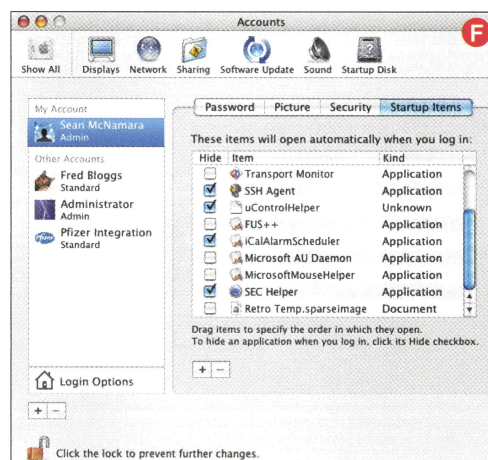 Accounts
F
Show All Displays Network Sharing Software Update Sound Startup Disk
My Account
Sean McNamara
Admin
Other Accounts
Fred Bloggs
Standard
Administrator
Admin
Pfizer Integration
Standard
Login Options
+ −
Password Picture Security Startup Items
These items will open automatically when you log in:
Hide Item Kind
Transport Monitor Application
SSH Agent Application
uControlHelper Unknown
FUS++ Application
iCalAlarmScheduler Application
Microsoft AU Daemon Application
MicrosoftMouseHelper Application
SEC Helper Application
Retro Temp.sparseimage Document
Drag items to specify the order in which they open.
To hide an application when you log in, click its Hide checkbox.
+ −
Click the lock to prevent further changes.